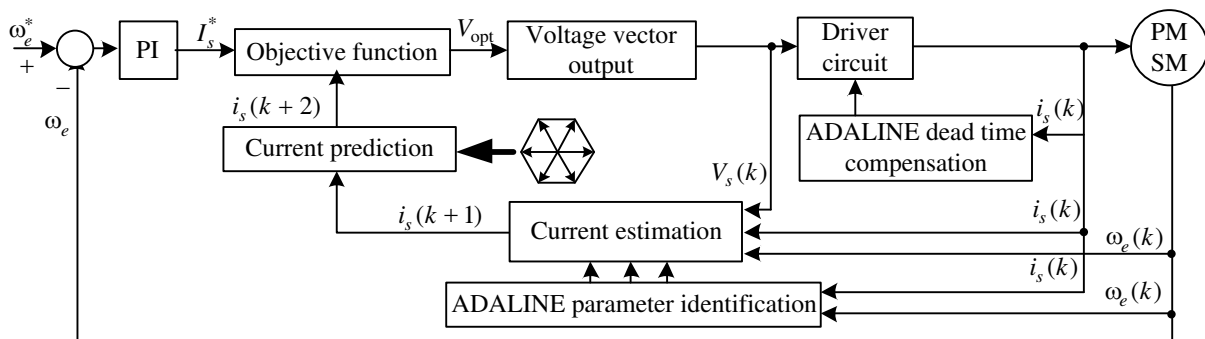 ω_e^*
+
−
ω_e
PI
I_s^*
Objective function
V_opt
Voltage vector
output
Driver
circuit
PM
SM
i_s(k+2)
Current prediction
V_s(k)
i_s(k)
ADALINE dead time
compensation
i_s(k+1)
Current estimation
i_s(k)
ω_e(k)
i_s(k)
ω_e(k)
ADALINE parameter identification